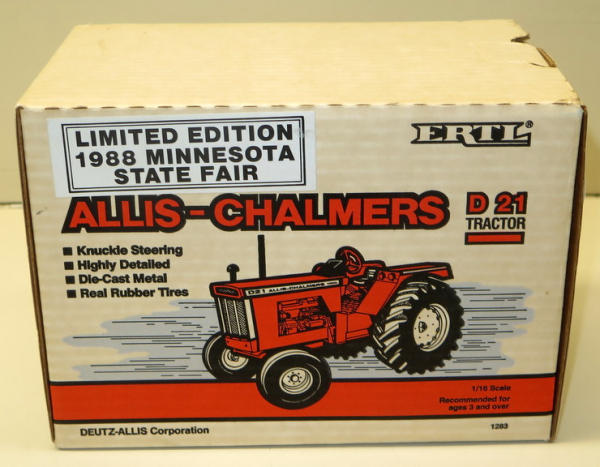 LIMITED EDITION
1988 MINNESOTA
STATE FAIR
ERTL®
ALLIS-CHALMERS
D 21
TRACTOR
■ Knuckle Steering
■ Highly Detailed
■ Die-Cast Metal
■ Real Rubber Tires
D21 ALLIS-CHALMERS
1/16 Scale
Recommended for
ages 3 and over
DEUTZ-ALLIS Corporation
1283